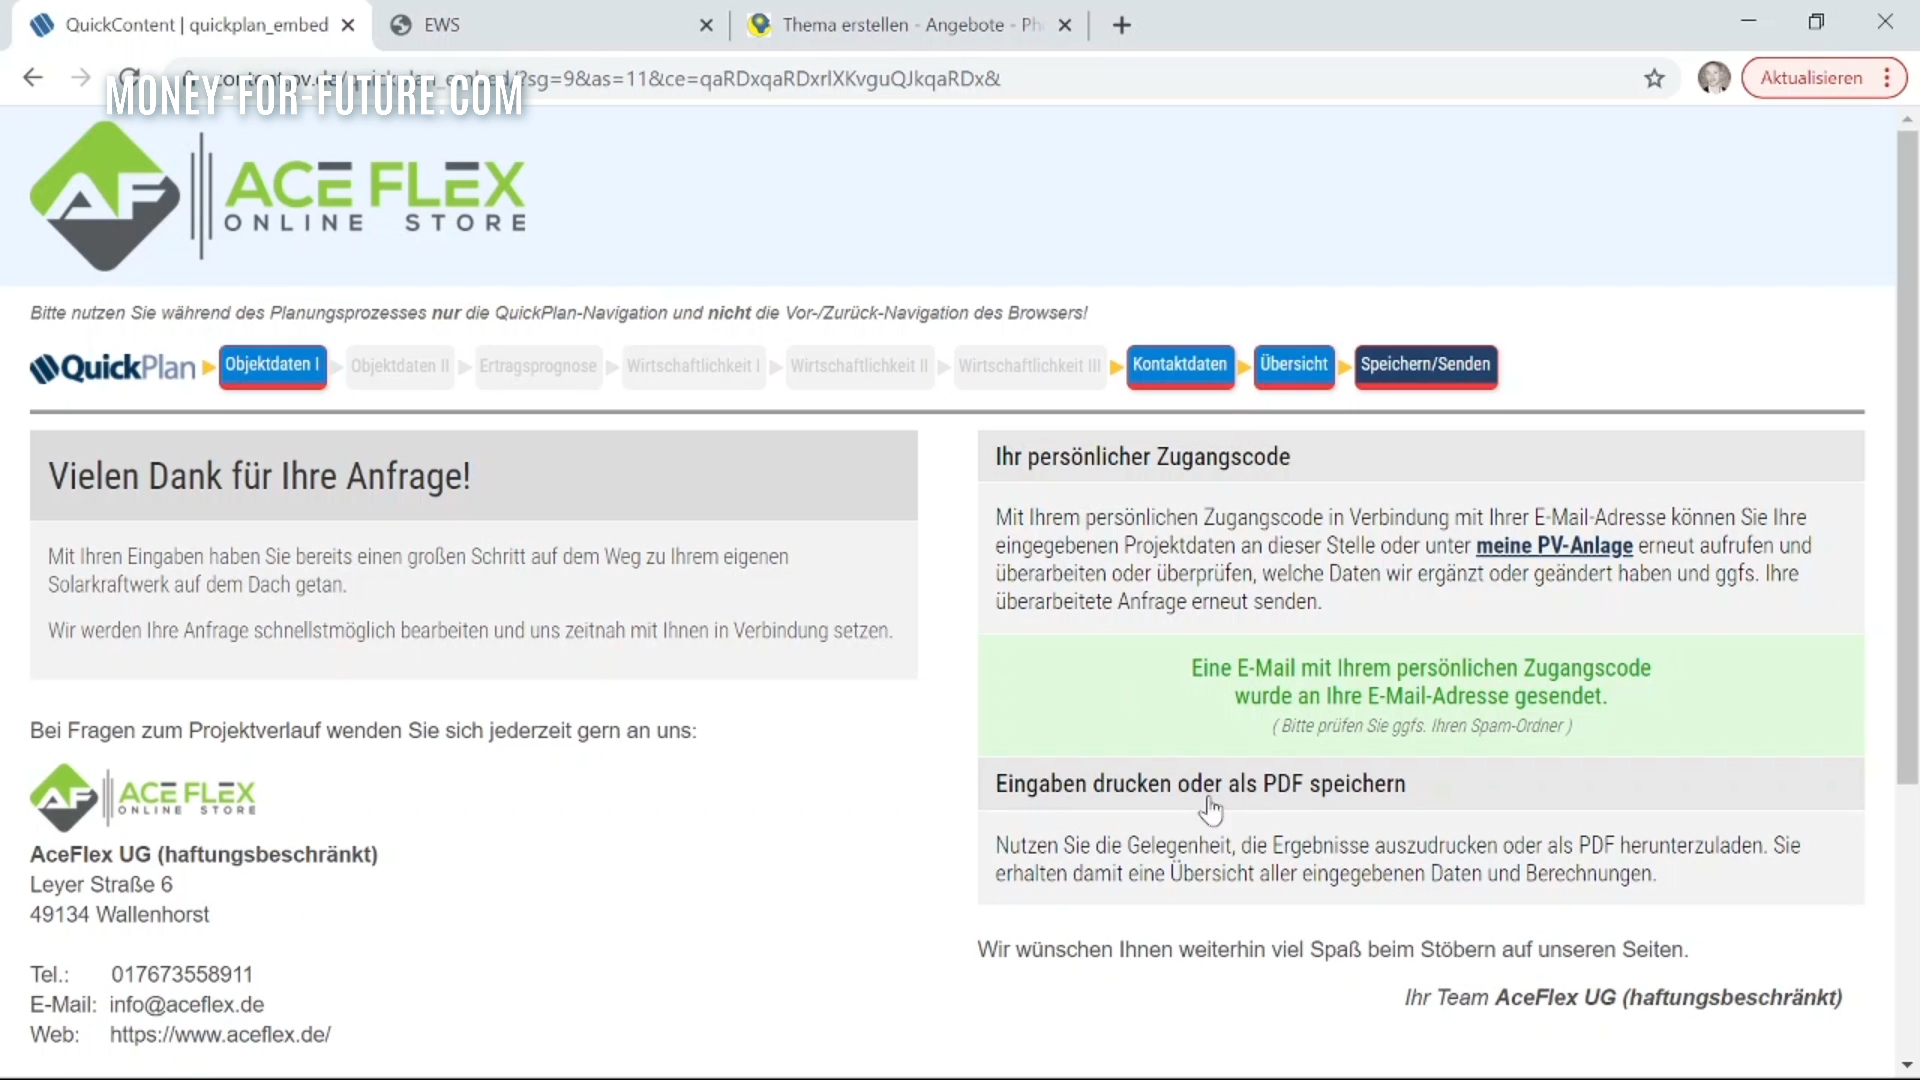 QuickContent | quickplan_embed
EWS
Thema erstellen - Angebote - Ph
?sg=9&as=11&ce=qaRDxqaRDxrlXKvguQJkqaRDx&
Aktualisieren
MONEY-FOR-FUTURE.COM
AF ACE FLEX
ONLINE STORE
Bitte nutzen Sie während des Planungsprozesses nur die QuickPlan-Navigation und nicht die Vor-/Zurück-Navigation des Browsers!
QuickPlan Objektdaten I Objektdaten II Ertragsprognose Wirtschaftlichkeit I Wirtschaftlichkeit II Wirtschaftlichkeit III Kontaktdaten Übersicht Speichern/Senden
Vielen Dank für Ihre Anfrage!
Mit Ihren Eingaben haben Sie bereits einen großen Schritt auf dem Weg zu Ihrem eigenen
Solarkraftwerk auf dem Dach getan.
Wir werden Ihre Anfrage schnellstmöglich bearbeiten und uns zeitnah mit Ihnen in Verbindung setzen.
Bei Fragen zum Projektverlauf wenden Sie sich jederzeit gern an uns:
AF ACE FLEX
ONLINE STORE
AceFlex UG (haftungsbeschränkt)
Leyer Straße 6
49134 Wallenhorst
Tel.: 017673558911
E-Mail: info@aceflex.de
Web: https://www.aceflex.de/
Ihr persönlicher Zugangscode
Mit Ihrem persönlichen Zugangscode in Verbindung mit Ihrer E-Mail-Adresse können Sie Ihre
eingegebenen Projektdaten an dieser Stelle oder unter meine PV-Anlage erneut aufrufen und
überarbeiten oder überprüfen, welche Daten wir ergänzt oder geändert haben und ggfs. Ihre
überarbeitete Anfrage erneut senden.
Eine E-Mail mit Ihrem persönlichen Zugangscode
wurde an Ihre E-Mail-Adresse gesendet.
( Bitte prüfen Sie ggfs. Ihren Spam-Ordner )
Eingaben drucken oder als PDF speichern
Nutzen Sie die Gelegenheit, die Ergebnisse auszudrucken oder als PDF herunterzuladen. Sie
erhalten damit eine Übersicht aller eingegebenen Daten und Berechnungen.
Wir wünschen Ihnen weiterhin viel Spaß beim Stöbern auf unseren Seiten.
Ihr Team AceFlex UG (haftungsbeschränkt)